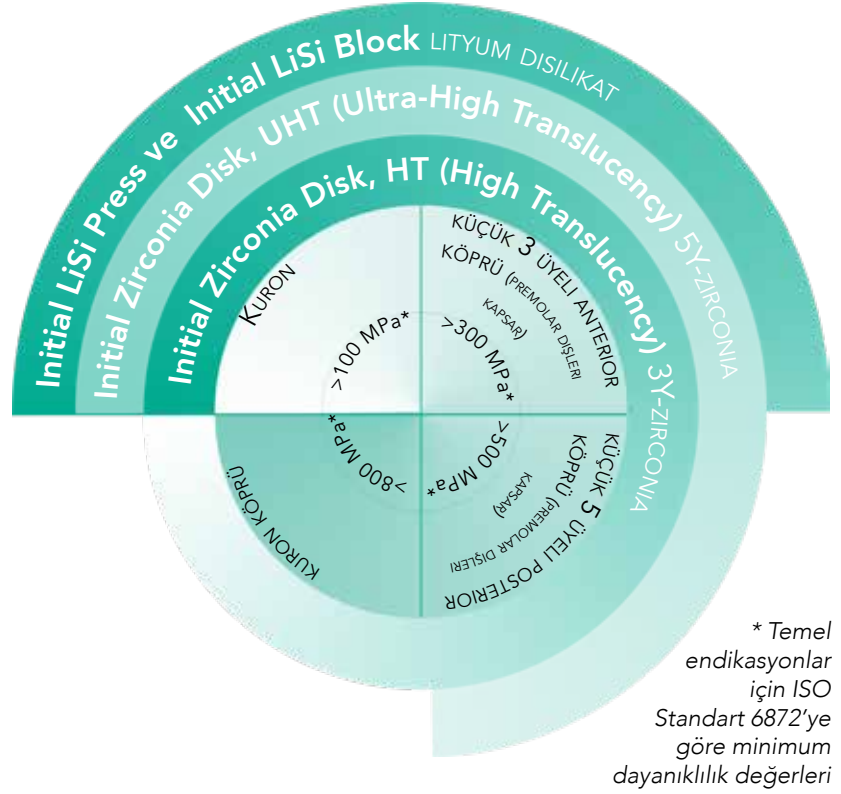 Initial LiSi Press ve Initial LiSi Block LITYUM DISILIKAT
Initial Zirconia Disk, UHT (Ultra-High Translucency) 5Y-ZIRCONIA
Initial Zirconia Disk, HT (High Translucency) 3Y-ZIRCONIA
KURON
>100 MPa*
KÜÇÜK 3 ÜYELİ ANTERIOR
KÖPRÜ (PREMOLAR DIŞLERI
KAPSAR)
>300 MPa*
>500 MPa*
KÜÇÜK 5 ÜYELI POSTERIOR
KÖPRÜ (PREMOLAR DIŞLERI
KAPSAR)
>800 MPa*
KURON KÖPRÜ
* Temel
endikasyonlar
için ISO
Standart 6872'ye
göre minimum
dayanıklılık değerleri